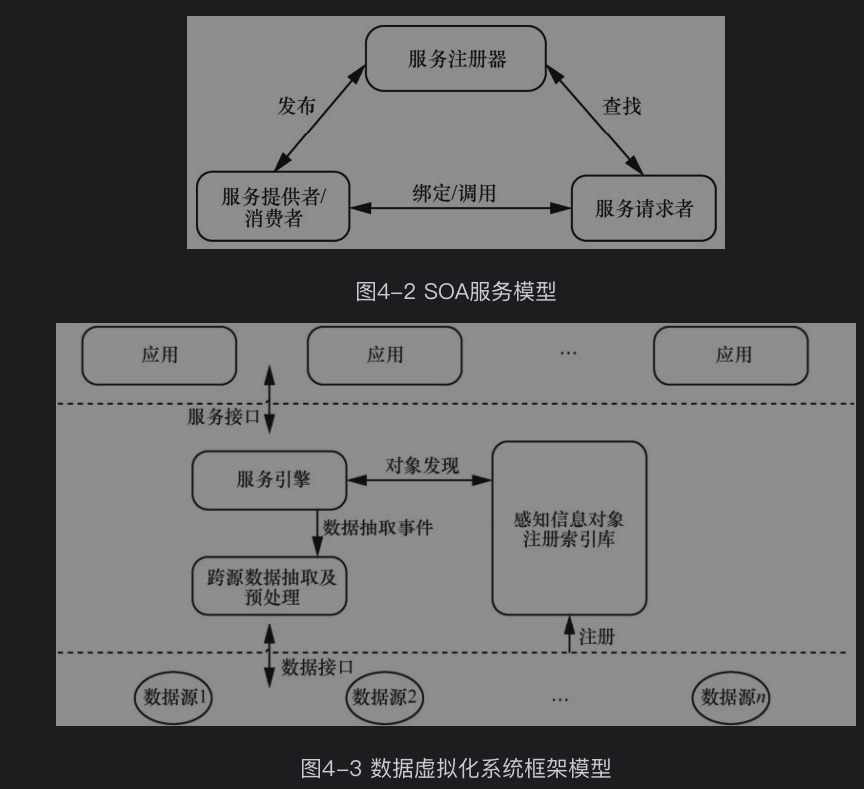 服务注册器
发布
查找
服务提供者/
消费者
绑定/调用
服务请求者
图4-2 SOA服务模型
应用
应用
…
应用
服务接口
服务引擎
对象发现
感知信息对象
注册索引库
数据抽取事件
跨源数据抽取及
预处理
注册
数据接口
数据源1
数据源2
…
数据源n
图4-3 数据虚拟化系统框架模型